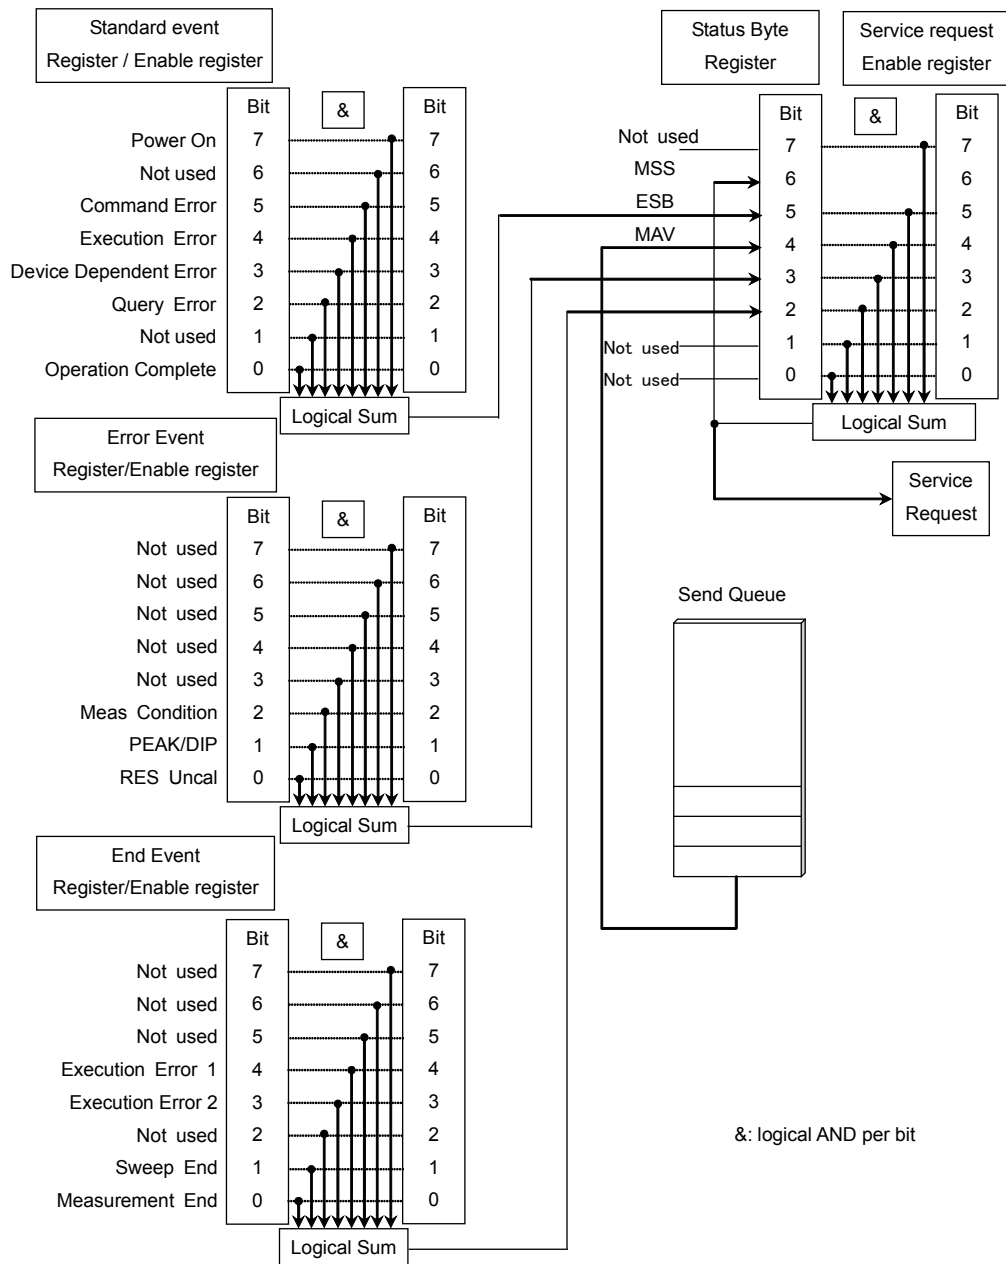 Standard event
Register / Enable register
Bit & Bit
Power On 7 7
Not used 6 6
Command Error 5 5
Execution Error 4 4
Device Dependent Error 3 3
Query Error 2 2
Not used 1 1
Operation Complete 0 0
Logical Sum
Error Event
Register/Enable register
Bit & Bit
Not used 7 7
Not used 6 6
Not used 5 5
Not used 4 4
Not used 3 3
Meas Condition 2 2
PEAK/DIP 1 1
RES Uncal 0 0
Logical Sum
End Event
Register/Enable register
Bit & Bit
Not used 7 7
Not used 6 6
Not used 5 5
Execution Error 1 4 4
Execution Error 2 3 3
Not used 2 2
Sweep End 1 1
Measurement End 0 0
Logical Sum
Status Byte
Register
Service request
Enable register
Bit & Bit
Not used 7 7
MSS 6 6
ESB 5 5
MAV 4 4
3 3
2 2
Not used 1 1
Not used 0 0
Logical Sum
Service
Request
Send Queue
&: logical AND per bit